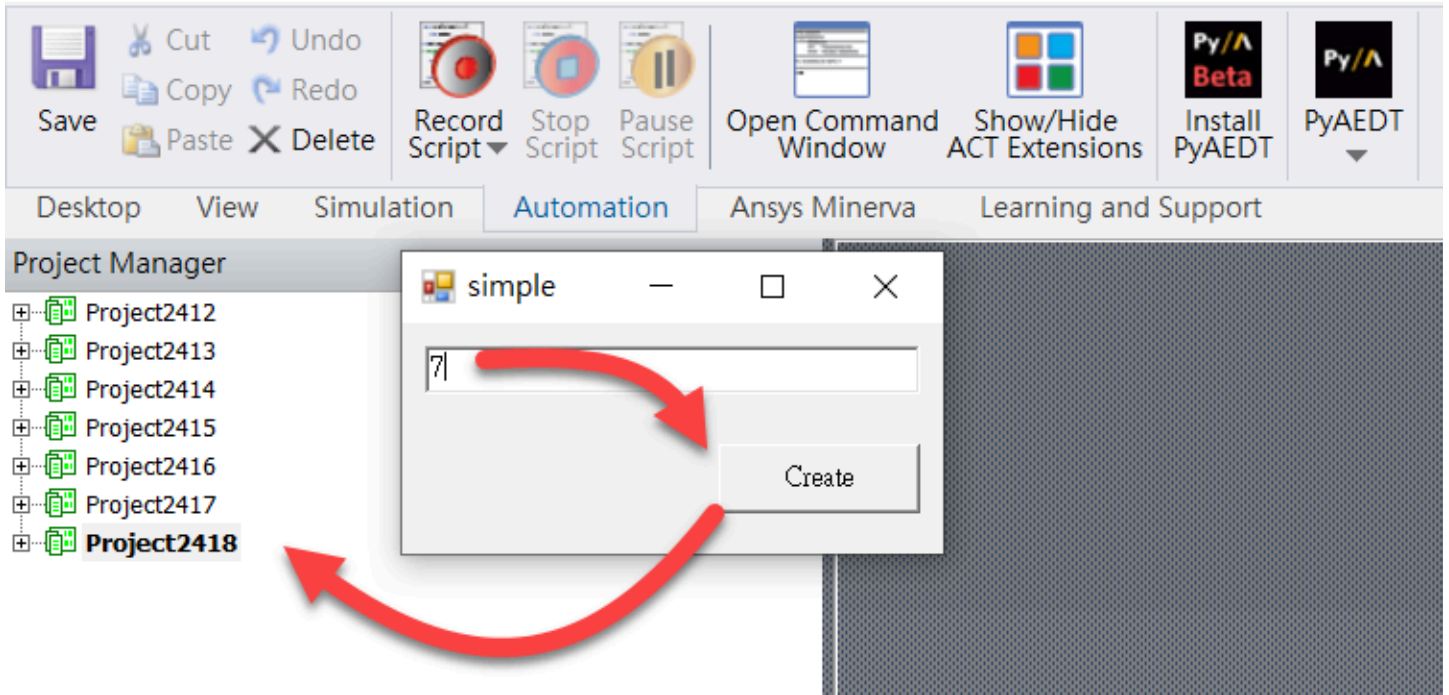 Save
Cut
Undo
Copy
Redo
Paste
Delete
Record
Script
Stop
Script
Pause
Script
Open Command
Window
Show/Hide
ACT Extensions
Py/Λ
Beta
Install
PyAEDT
Py/Λ
PyAEDT
Desktop View Simulation Automation Ansys Minerva Learning and Support
Project Manager
Project2412
Project2413
Project2414
Project2415
Project2416
Project2417
Project2418
simple
7
Create